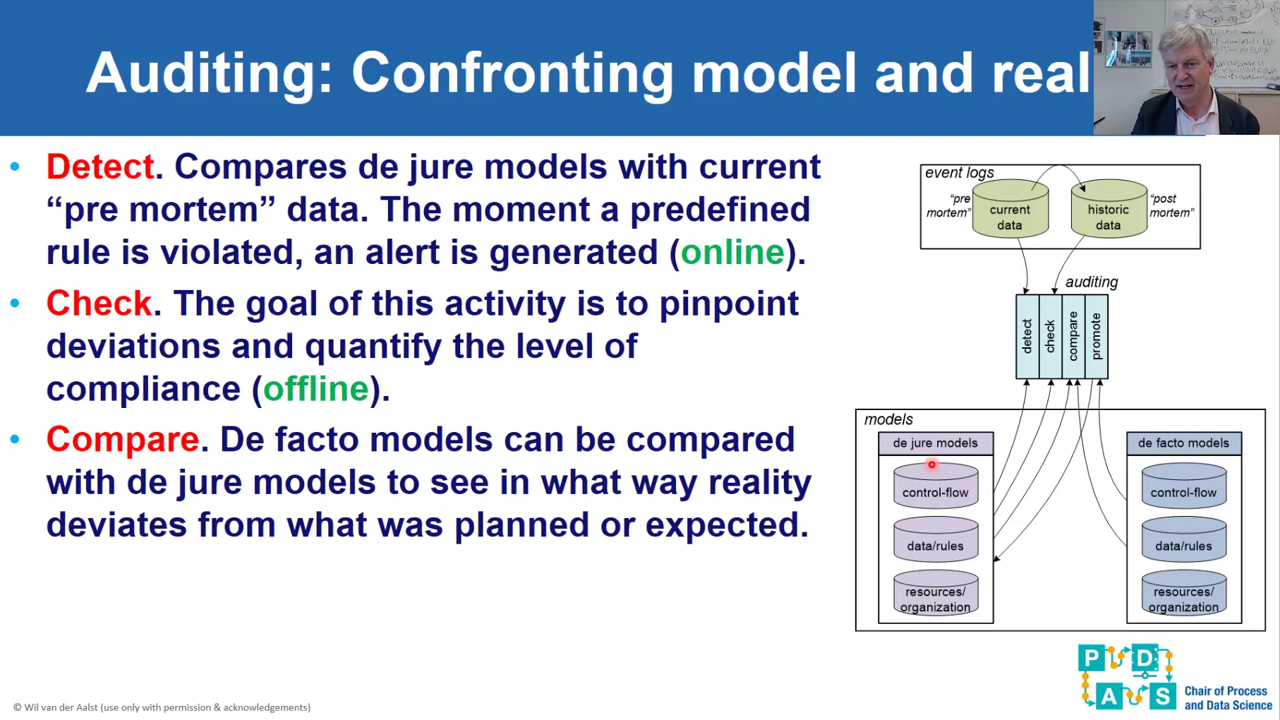 Auditing: Confronting model and real
• Detect. Compares de jure models with current
“pre mortem” data. The moment a predefined
rule is violated, an alert is generated (online).
• Check. The goal of this activity is to pinpoint
deviations and quantify the level of
compliance (offline).
• Compare. De facto models can be compared
with de jure models to see in what way reality
deviates from what was planned or expected.
event logs
“pre
mortem”
current
data
historic
data
“post
mortem”
auditing
detect
check
compare
promote
models
de jure models
control-flow
data/rules
resources/
organization
de facto models
control-flow
data/rules
resources/
organization
P D
A S
Chair of Process
and Data Science
© Wil van der Aalst (use only with permission & acknowledgements)